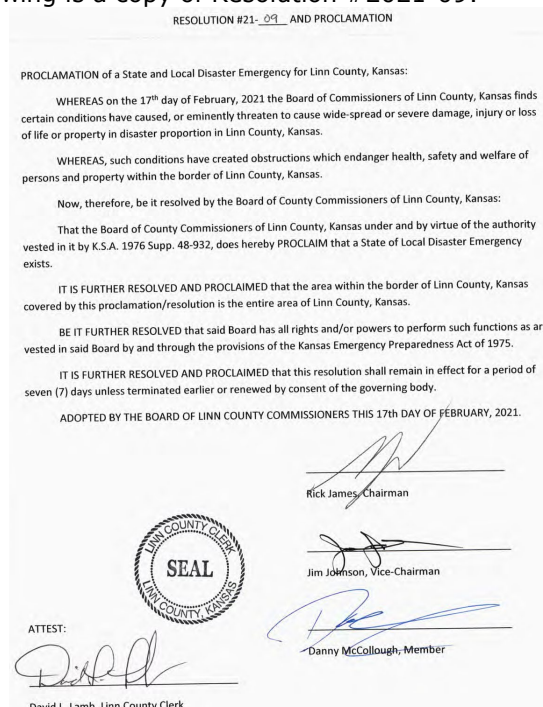 wing is a copy of Resolution #2021-09.
RESOLUTION #21- 09 AND PROCLAMATION
PROCLAMATION of a State and Local Disaster Emergency for Linn County, Kansas:
WHEREAS on the 17th day of February, 2021 the Board of Commissioners of Linn County, Kansas finds
certain conditions have caused, or eminently threaten to cause wide-spread or severe damage, injury or loss
of life or property in disaster proportion in Linn County, Kansas.
WHEREAS, such conditions have created obstructions which endanger health, safety and welfare of
persons and property within the border of Linn County, Kansas.
Now, therefore, be it resolved by the Board of County Commissioners of Linn County, Kansas:
That the Board of County Commissioners of Linn County, Kansas under and by virtue of the authority
vested in it by K.S.A. 1976 Supp. 48-932, does hereby PROCLAIM that a State of Local Disaster Emergency
exists.
IT IS FURTHER RESOLVED AND PROCLAIMED that the area within the border of Linn County, Kansas
covered by this proclamation/resolution is the entire area of Linn County, Kansas.
BE IT FURTHER RESOLVED that said Board has all rights and/or powers to perform such functions as ar
vested in said Board by and through the provisions of the Kansas Emergency Preparedness Act of 1975.
IT IS FURTHER RESOLVED AND PROCLAIMED that this resolution shall remain in effect for a period of
seven (7) days unless terminated earlier or renewed by consent of the governing body.
ADOPTED BY THE BOARD OF LINN COUNTY COMMISSIONERS THIS 17th DAY OF FEBRUARY, 2021.
Rick James, Chairman
LINN COUNTY CLERK
SEAL
LINN COUNTY, KANSAS
Jim Johnson, Vice-Chairman
ATTEST:
Danny McCollough, Member
David L. Lamb, Linn County Clerk